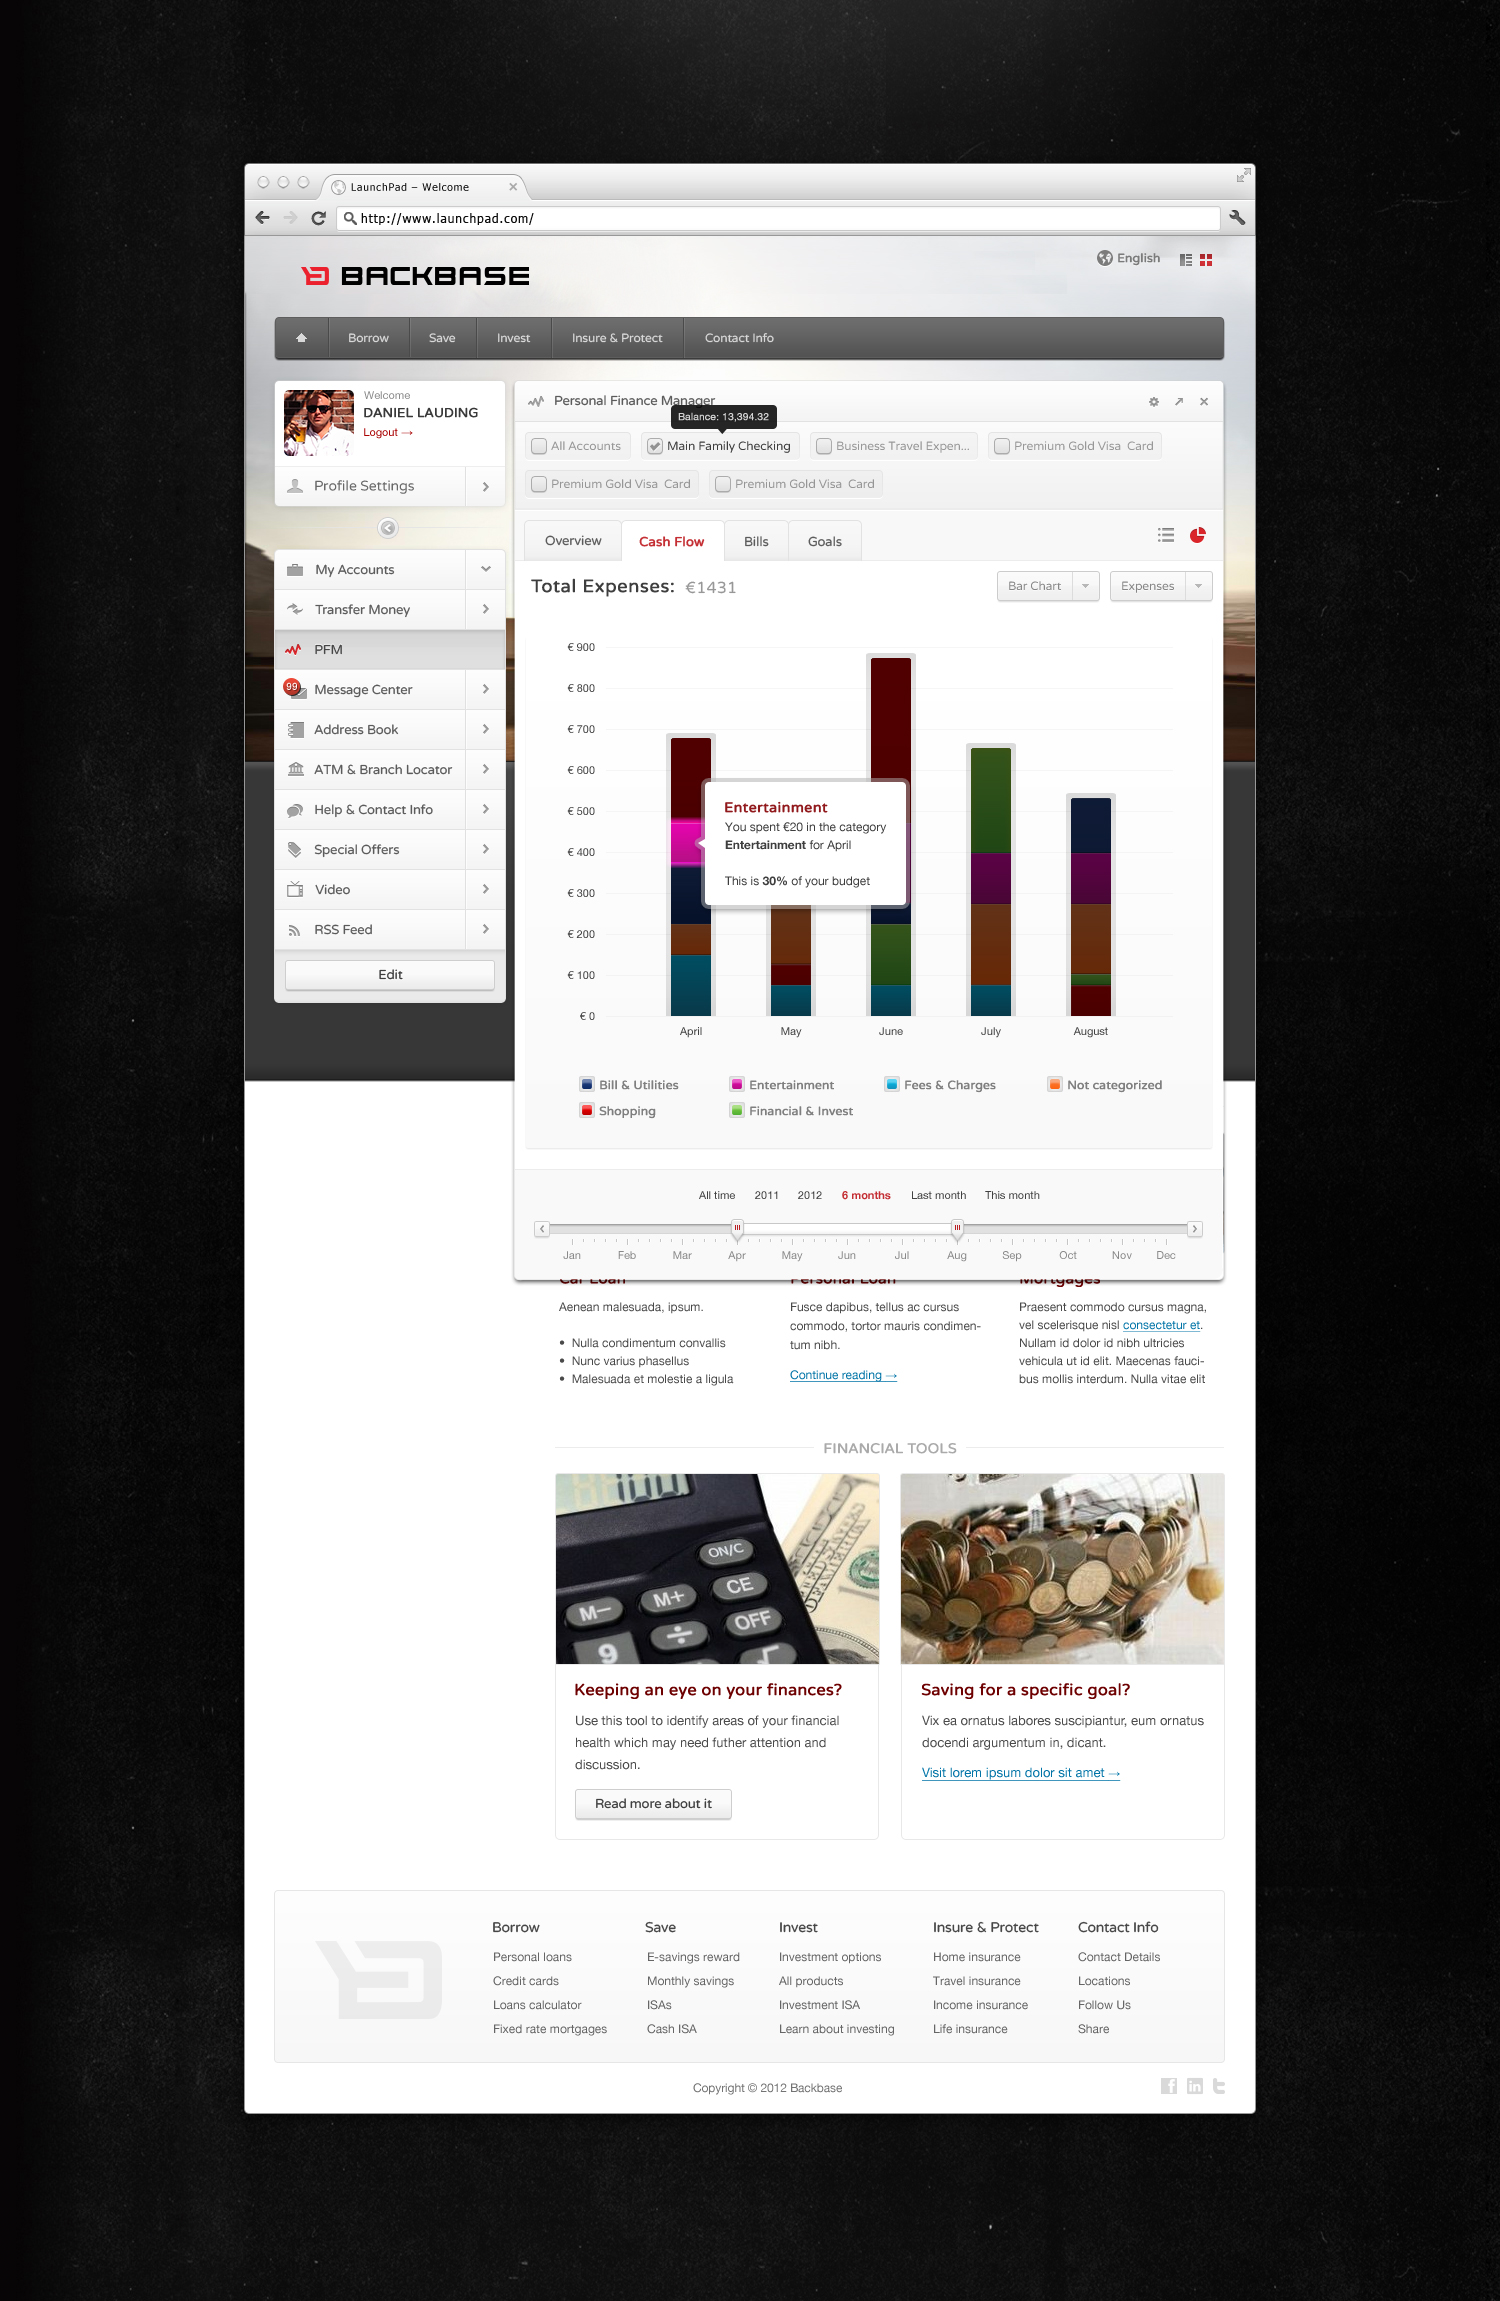 LaunchPad – Welcome
http://www.launchpad.com/
BACKBASE
English
Borrow
Save
Invest
Insure & Protect
Contact Info
Welcome
DANIEL LAUDING
Logout →
Profile Settings
My Accounts
Transfer Money
PFM
99
Message Center
Address Book
ATM & Branch Locator
Help & Contact Info
Special Offers
Video
RSS Feed
Edit
Personal Finance Manager
Balance: 13,394.32
All Accounts
Main Family Checking
Business Travel Expen...
Premium Gold Visa Card
Premium Gold Visa Card
Premium Gold Visa Card
Overview
Cash Flow
Bills
Goals
Total Expenses: €1431
Bar Chart
Expenses
€ 900
€ 800
€ 700
€ 600
€ 500
€ 400
€ 300
€ 200
€ 100
€ 0
Entertainment
You spent €20 in the category
Entertainment for April
This is 30% of your budget
April
May
June
July
August
Bill & Utilities
Entertainment
Fees & Charges
Not categorized
Shopping
Financial & Invest
All time
2011
2012
6 months
Last month
This month
Jan
Feb
Mar
Apr
May
Jun
Jul
Aug
Sep
Oct
Nov
Dec
Car Loan
Aenean malesuada, ipsum.
• Nulla condimentum convallis
• Nunc varius phasellus
• Malesuada et molestie a ligula
Personal Loan
Fusce dapibus, tellus ac cursus
commodo, tortor mauris condimen-
tum nibh.
Continue reading →
Mortgages
Praesent commodo cursus magna,
vel scelerisque nisl consectetur et.
Nullam id dolor id nibh ultricies
vehicula ut id elit. Maecenas fauci-
bus mollis interdum. Nulla vitae elit
FINANCIAL TOOLS
100
ON/C
M−
M+
CE
9
÷
OFF
√
Keeping an eye on your finances?
Use this tool to identify areas of your financial
health which may need futher attention and
discussion.
Read more about it
Saving for a specific goal?
Vix ea ornatus labores suscipiantur, eum ornatus
docendi argumentum in, dicant.
Visit lorem ipsum dolor sit amet →
Borrow
Personal loans
Credit cards
Loans calculator
Fixed rate mortgages
Save
E-savings reward
Monthly savings
ISAs
Cash ISA
Invest
Investment options
All products
Investment ISA
Learn about investing
Insure & Protect
Home insurance
Travel insurance
Income insurance
Life insurance
Contact Info
Contact Details
Locations
Follow Us
Share
Copyright © 2012 Backbase